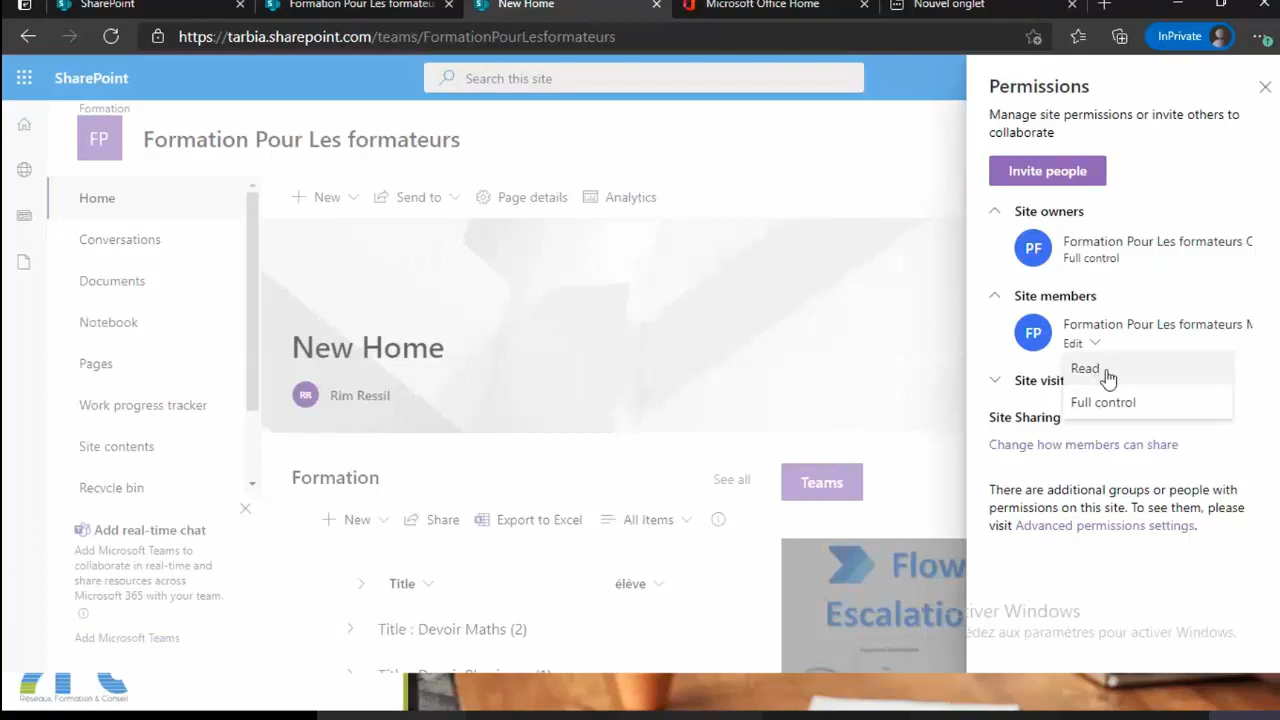 SharePoint
Formation Pour Les formateu
New Home
Microsoft Office Home
Nouvel onglet
https://tarbia.sharepoint.com/teams/FormationPourLesformateurs
InPrivate
SharePoint
Search this site
Formation
FP
Formation Pour Les formateurs
Home
Conversations
Documents
Notebook
Pages
Work progress tracker
Site contents
Recycle bin
Add real-time chat
Add Microsoft Teams to
collaborate in real-time and
share resources across
Microsoft 365 with your team.
Add Microsoft Teams
New
Send to
Page details
Analytics
New Home
RR
Rim Ressil
Formation
See all
New
Share
Export to Excel
All Items
Title
élève
Title : Devoir Maths (2)
Teams
Flow
Escalatio
Permissions
Manage site permissions or invite others to
collaborate
Invite people
Site owners
PF
Formation Pour Les formateurs C
Full control
Site members
FP
Formation Pour Les formateurs M
Edit
Read
Full control
Site visit
Site Sharing
Change how members can share
There are additional groups or people with
permissions on this site. To see them, please
visit Advanced permissions settings.
tiver Windows
édez aux paramètres pour activer Windows.
Réseaux, Formation & Conseil